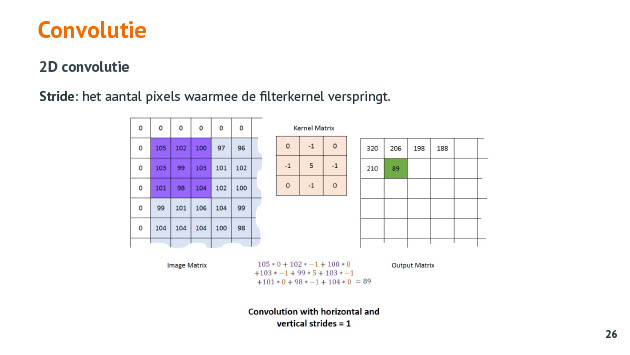 Convolutie
2D convolutie
Stride: het aantal pixels waarmee de filterkernel verspringt.
0 0 0 0 0 0
0 105 102 100 97 96
0 103 99 103 101 102
0 101 98 104 102 100
0 99 101 106 104 99
0 104 104 104 100 98
Image Matrix
Kernel Matrix
0 -1 0
-1 5 -1
0 -1 0
105 * 0 + 102 * −1 + 100 * 0
+103 * −1 + 99 * 5 + 103 * −1
+101 * 0 + 98 * −1 + 104 * 0 = 89
320 206 198 188
210 89
Output Matrix
Convolution with horizontal and
vertical strides = 1
26